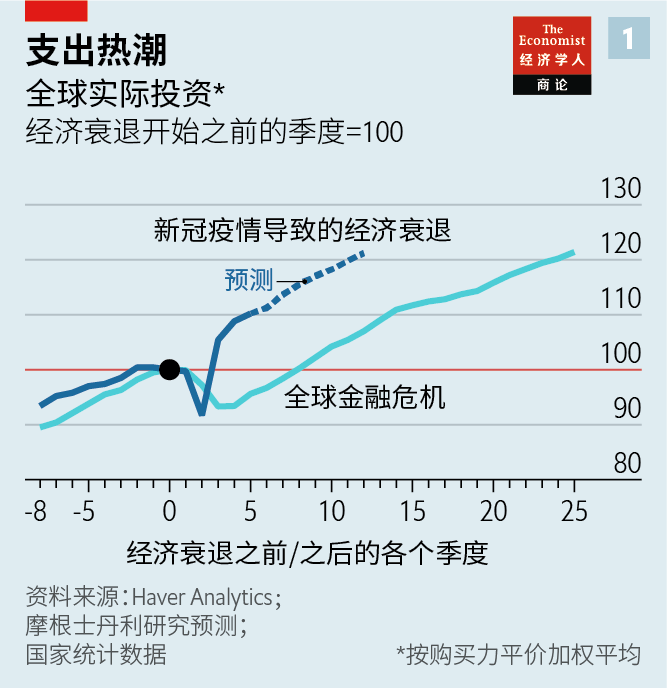 支出热潮
The
Economist
经济学人
商论
1
全球实际投资*
经济衰退开始之前的季度=100
130
新冠疫情导致的经济衰退
120
预测
110
100
全球金融危机
90
80
-8 -5 0 5 10 15 20 25
经济衰退之前/之后的各个季度
资料来源：Haver Analytics；
摩根士丹利研究预测；
国家统计数据
*按购买力平价加权平均